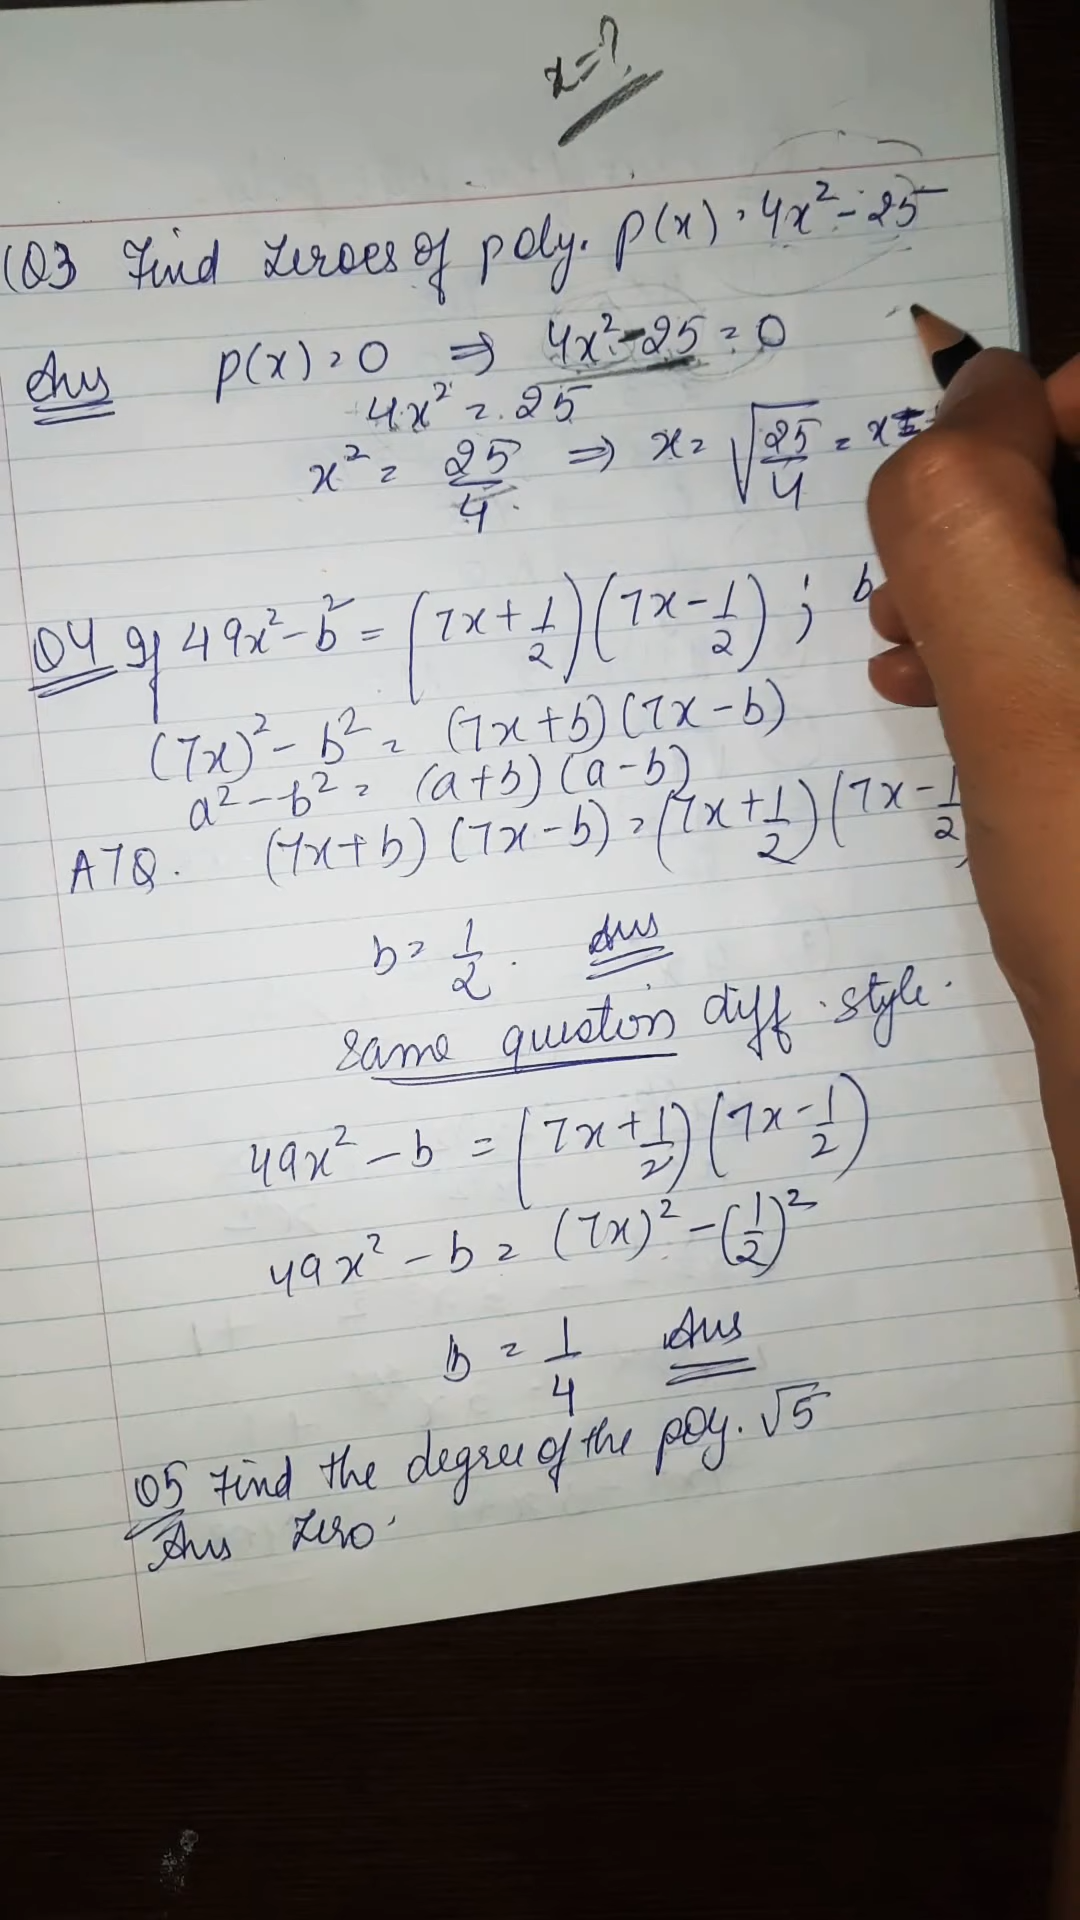 x=?
Q3 Find zeroes of poly. p(x) = 4x² - 25
Ans p(x) = 0 ⇒ 4x² - 25 = 0
4x² = 25
x² = 25/4 ⇒ x = √(25/4) = x =
Q4 If 49x² - b² = (7x + 1/2)(7x - 1/2) ; b
(7x)² - b² = (7x + b)(7x - b)
a² - b² = (a + b)(a - b)
ATQ. (7x + b)(7x - b) = (7x + 1/2)(7x - 1/2
b = 1/2. Ans
same question diff. style.
49x² - b = (7x + 1/2)(7x - 1/2)
49x² - b = (7x)² - (1/2)²
b = 1/4 Ans
Q5 Find the degree of the poly. √5
Ans zero.